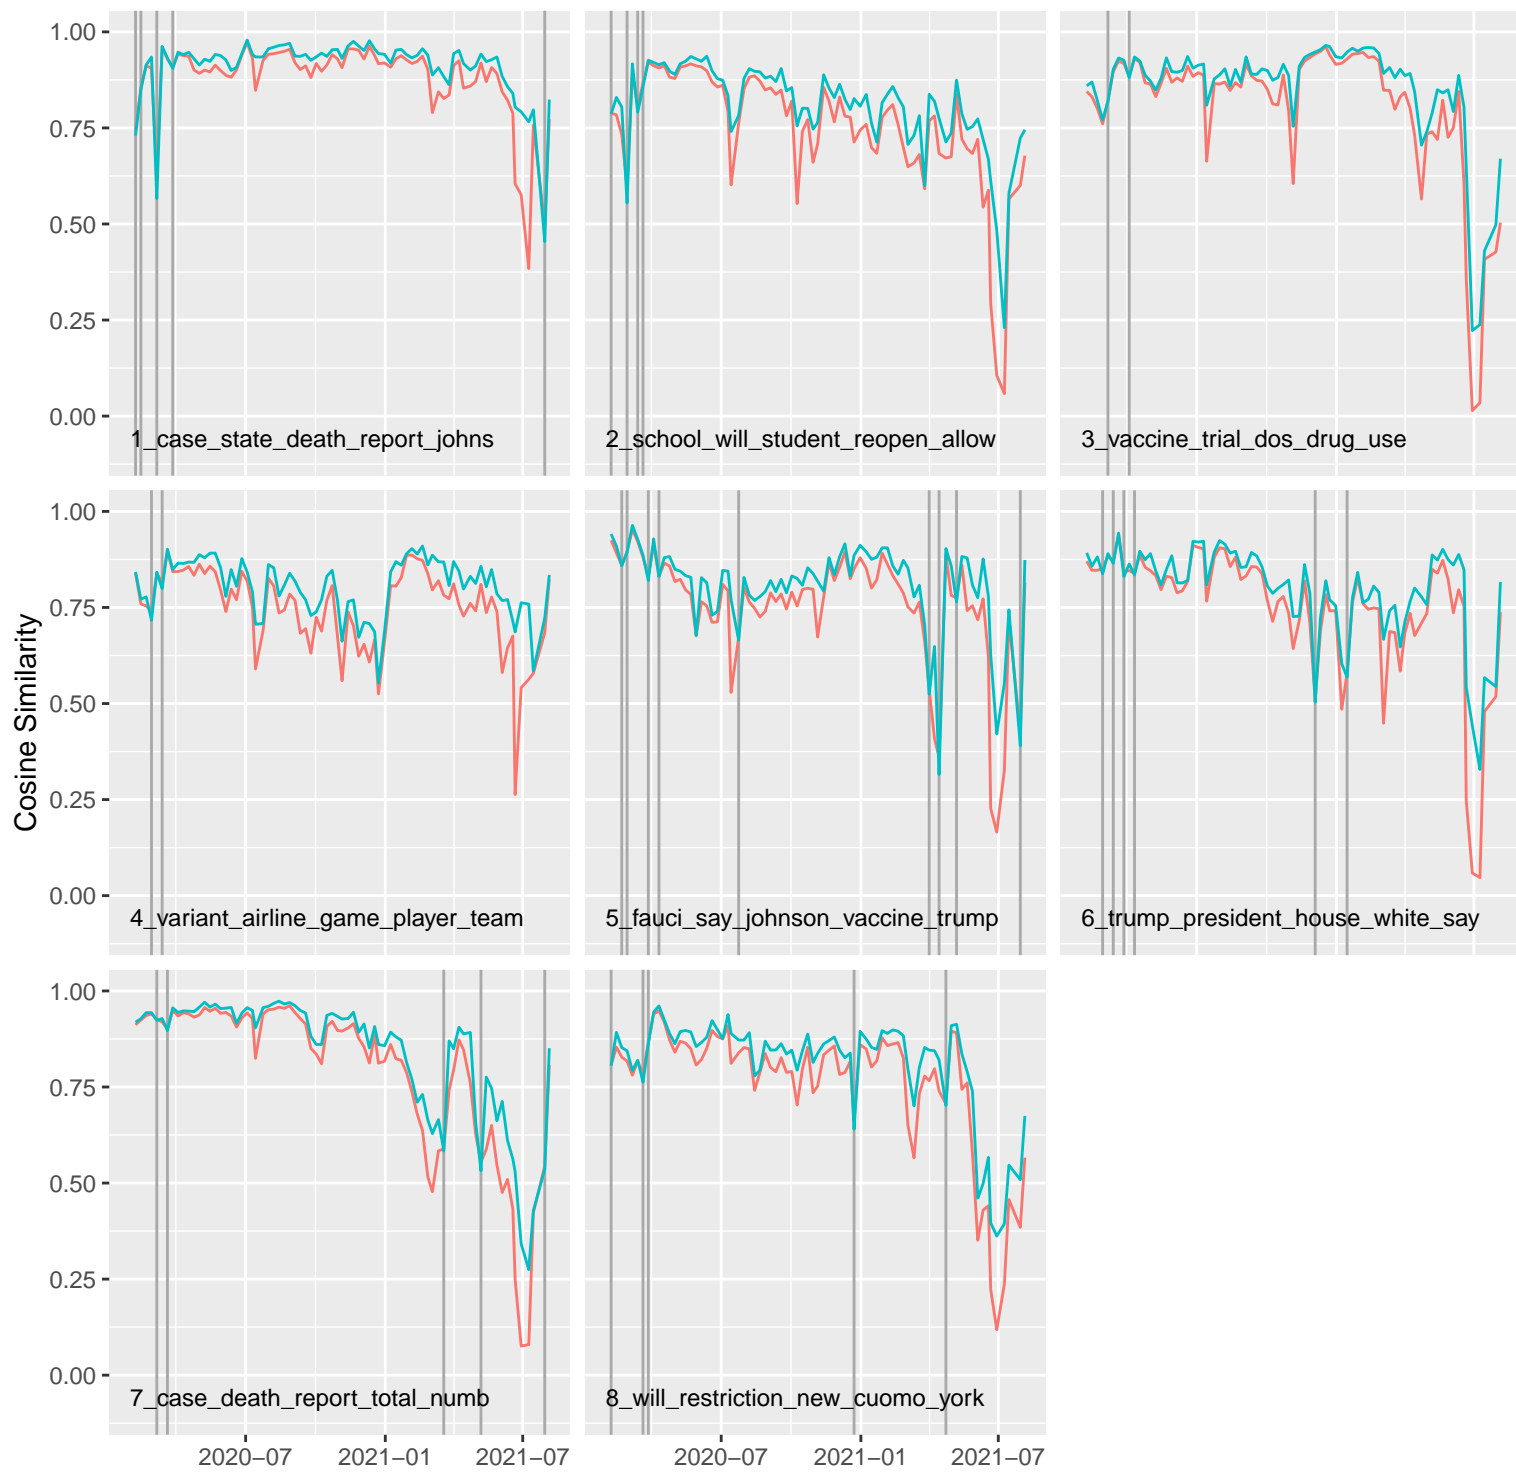 1.00
0.75
0.50
0.25
0.00
1_case_state_death_report_johns
2_school_will_student_reopen_allow
3_vaccine_trial_dos_drug_use
Cosine Similarity
1.00
0.75
0.50
0.25
0.00
4_variant_airline_game_player_team
5_fauci_say_johnson_vaccine_trump
6_trump_president_house_white_say
1.00
0.75
0.50
0.25
0.00
7_case_death_report_total_numb
8_will_restriction_new_cuomo_york
2020−07 2021−01 2021−07
2020−07 2021−01 2021−07